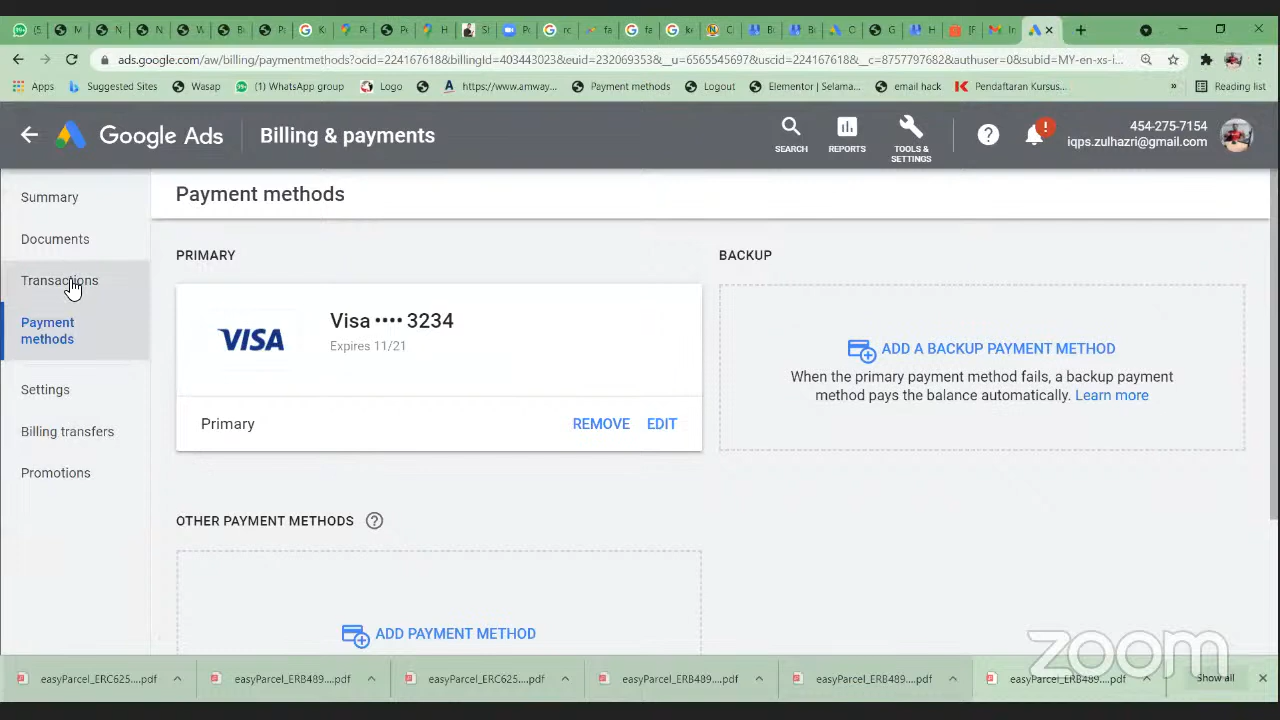 (5
M
N
N
W
B
P
K
P
P
H
S
P
rc
fa
fa
k
C
B
B
C
G
H
[F
In
ads.google.com/aw/billing/paymentmethods?ocid=224167618&billingId=403443023&euid=232069353&__u=6565545697&uscid=224167618&__c=8757797682&authuser=0&subid=MY-en-xs-i...
Apps
Suggested Sites
Wasap
(1) WhatsApp group
Logo
https://www.amway...
Payment methods
Logout
Elementor | Selama...
email hack
Pendaftaran Kursus...
»
Reading list
Google Ads
Billing & payments
SEARCH
REPORTS
TOOLS &
SETTINGS
454-275-7154
iqps.zulhazri@gmail.com
Summary
Documents
Transactions
Payment
methods
Settings
Billing transfers
Promotions
Payment methods
PRIMARY
VISA
Visa •••• 3234
Expires 11/21
Primary
REMOVE
EDIT
BACKUP
ADD A BACKUP PAYMENT METHOD
When the primary payment method fails, a backup payment
method pays the balance automatically. Learn more
OTHER PAYMENT METHODS
ADD PAYMENT METHOD
zoom
easyParcel_ERC625....pdf
easyParcel_ERB489....pdf
easyParcel_ERC625....pdf
easyParcel_ERB489....pdf
easyParcel_ERB489....pdf
easyParcel_ERB489....pdf
Show all